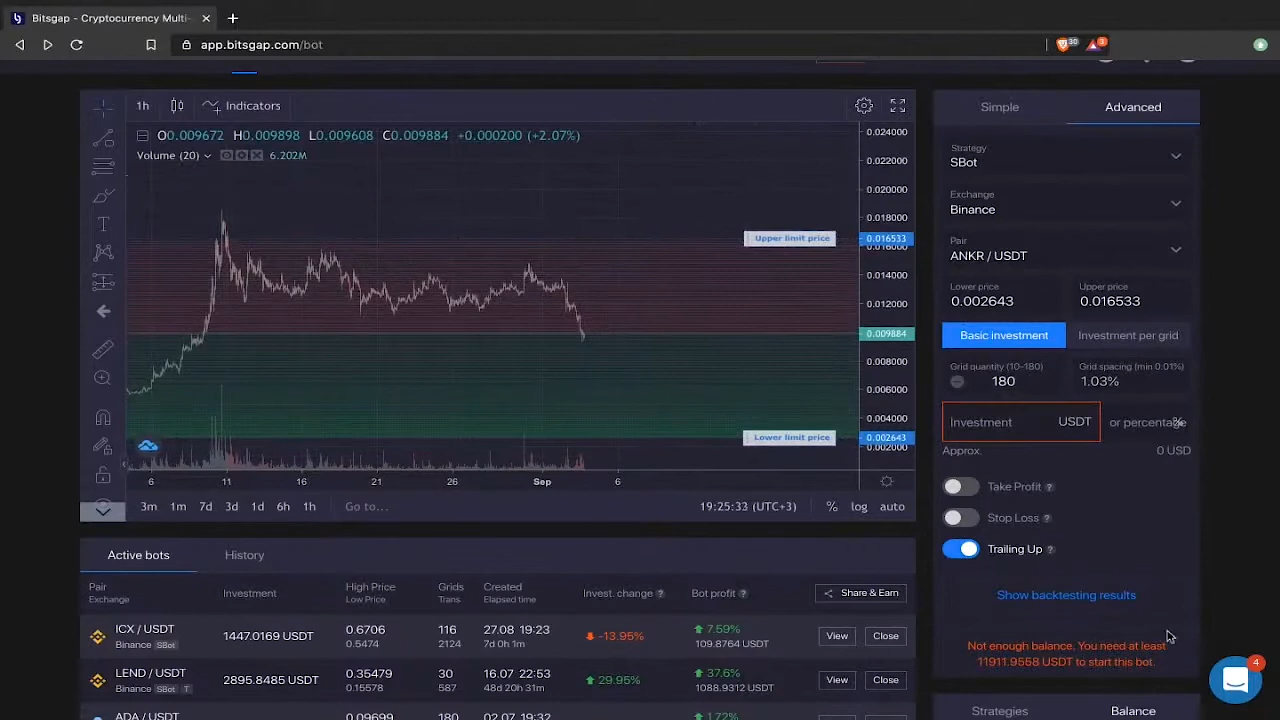 Bitsgap - Cryptocurrency Multi-
app.bitsgap.com/bot
30
3
1h
Indicators
O0.009672 H0.009898 L0.009608 C0.009884 +0.000200 (+2.07%)
Volume (20)
6.202M
0.024000
0.022000
0.020000
0.018000
Upper limit price
0.016533
0.016000
0.014000
0.012000
0.009884
0.008000
0.006000
0.004000
Lower limit price
0.002643
0.002000
6
11
16
21
26
Sep
6
3m
1m
7d
3d
1d
6h
1h
Go to...
19:25:33 (UTC+3)
%
log
auto
Simple
Advanced
Strategy
SBot
Exchange
Binance
Pair
ANKR / USDT
Lower price
0.002643
Upper price
0.016533
Basic investment
Investment per grid
Grid quantity (10-180)
180
Grid spacing (min 0.01%)
1.03%
Investment
USDT
or percentage
%
Approx.
0 USD
Take Profit ?
Stop Loss ?
Trailing Up ?
Show backtesting results
Not enough balance. You need at least
11911.9558 USDT to start this bot.
4
Strategies
Balance
Active bots
History
Pair
Exchange
Investment
High Price
Low Price
Grids
Trans
Created
Elapsed time
Invest. change ?
Bot profit ?
Share & Earn
ICX / USDT
Binance SBot
1447.0169 USDT
0.6706
0.5474
116
2124
27.08 19:23
7d 0h 1m
-13.95%
7.59%
109.8764 USDT
View
Close
LEND / USDT
Binance SBot T
2895.8485 USDT
0.35479
0.15578
30
587
16.07 22:53
48d 20h 31m
29.95%
37.6%
1088.9312 USDT
View
Close
ADA / USDT
0.09699
180
02.07 19:32
1.72%